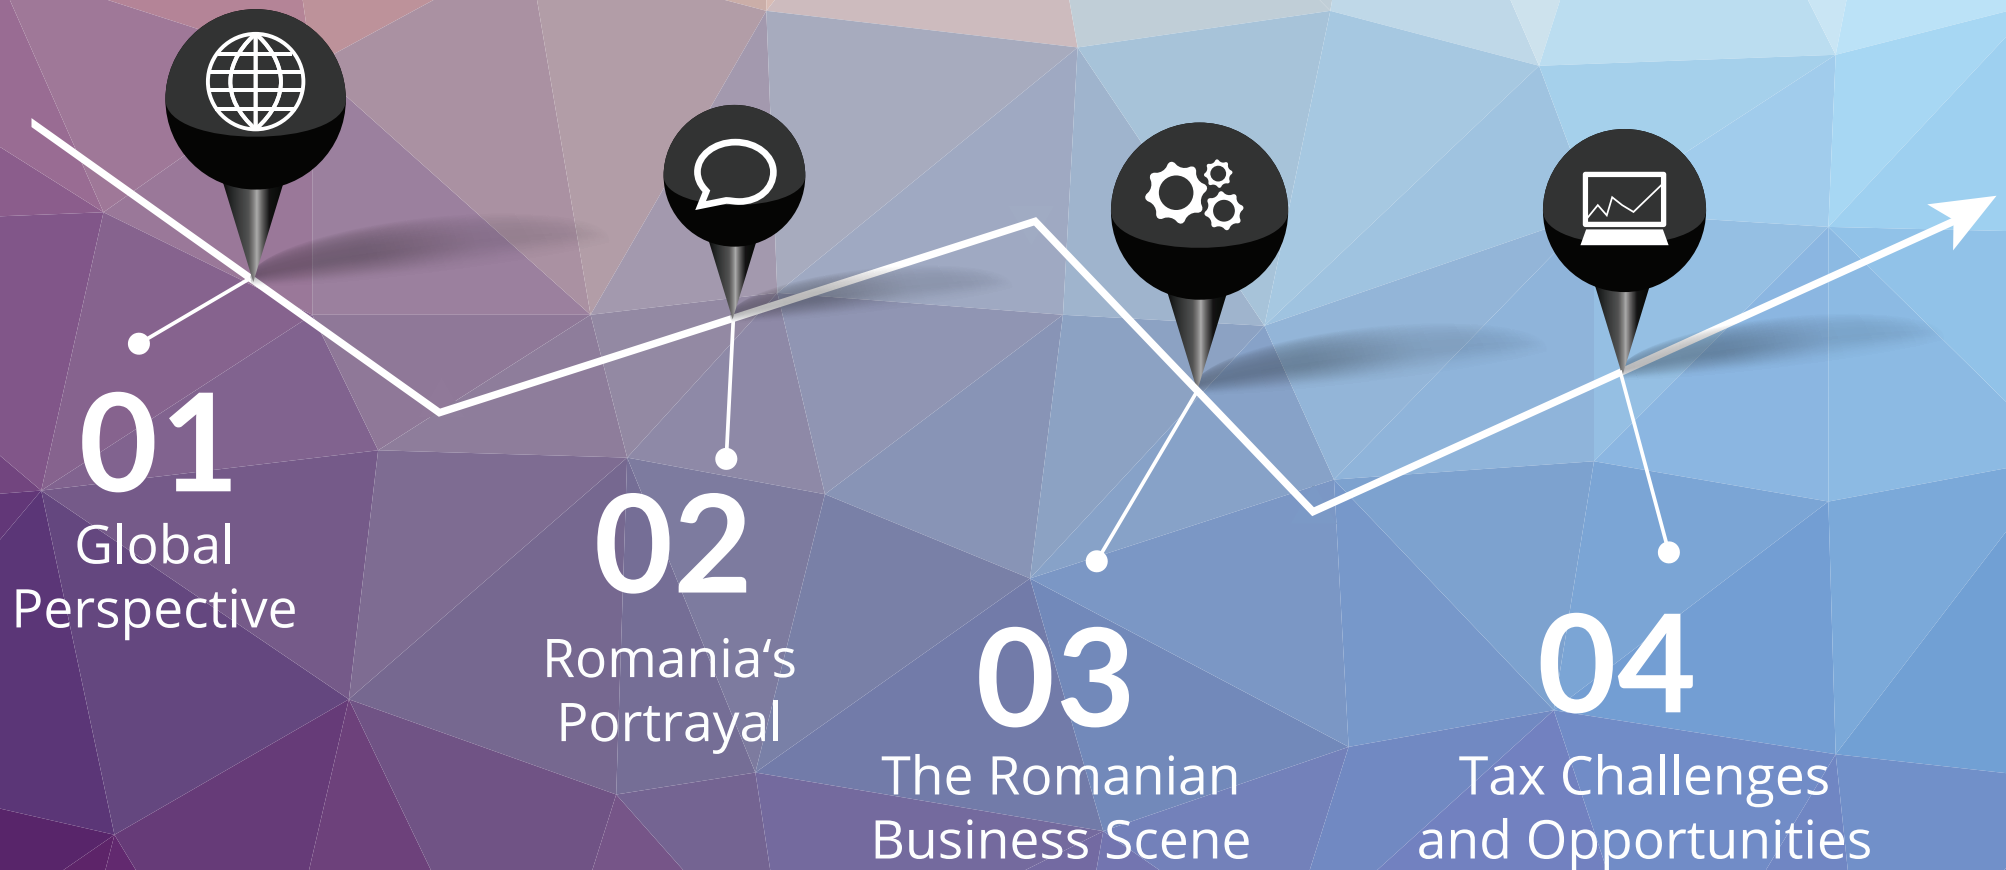 01
Global
Perspective
02
Romania‘s
Portrayal
03
The Romanian
Business Scene
04
Tax Challenges
and Opportunities